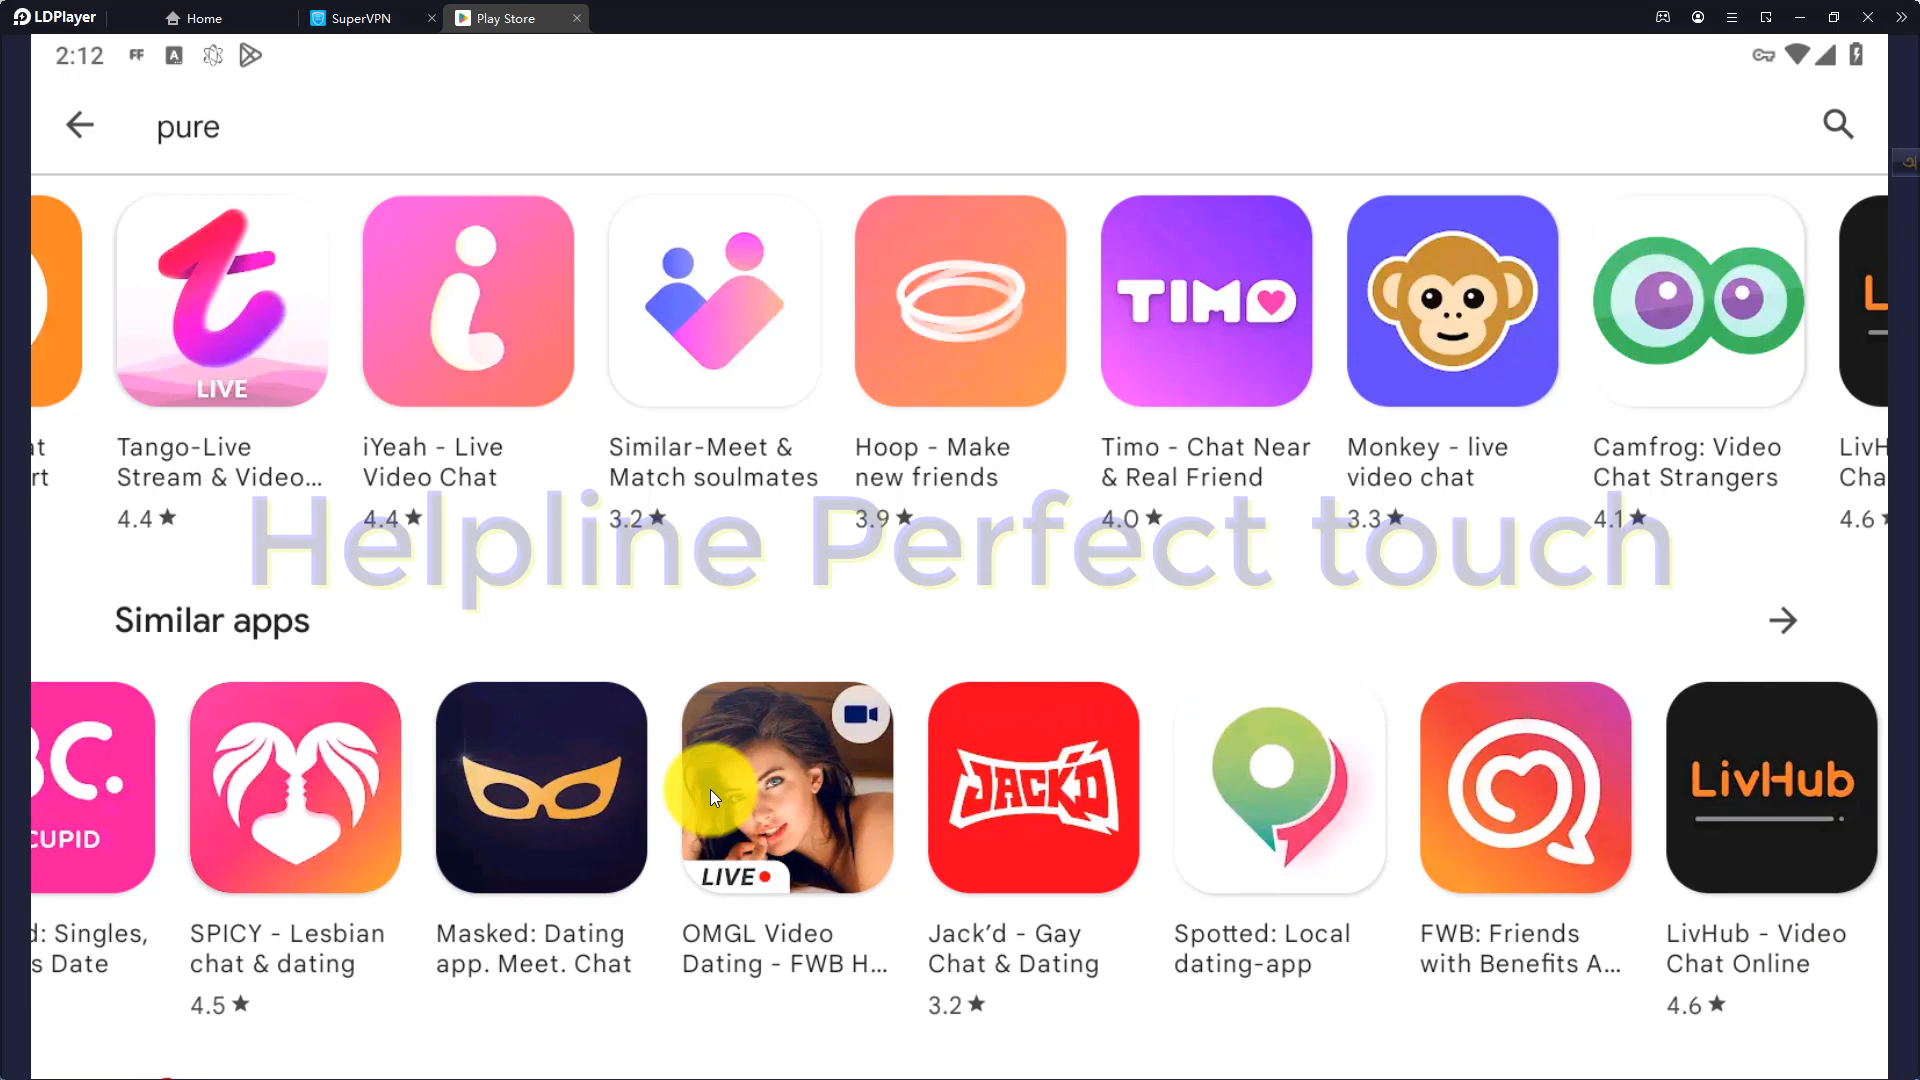 LDPlayer Home SuperVPN Play Store
2:12
pure
LIVE
TIMO
Tango-Live
Stream & Video...
4.4★
iYeah - Live
Video Chat
4.4★
Similar-Meet &
Match soulmates
3.2★
Hoop - Make
new friends
3.9★
Timo - Chat Near
& Real Friend
4.0★
Monkey - live
video chat
3.3★
Camfrog: Video
Chat Strangers
4.1★
4.6★
Helpline Perfect touch
Similar apps
CUPID
LIVE
JACK'D
LivHub
d: Singles,
s Date
SPICY - Lesbian
chat & dating
4.5★
Masked: Dating
app. Meet. Chat
OMGL Video
Dating - FWB H...
Jack'd - Gay
Chat & Dating
3.2★
Spotted: Local
dating-app
FWB: Friends
with Benefits A...
LivHub - Video
Chat Online
4.6★